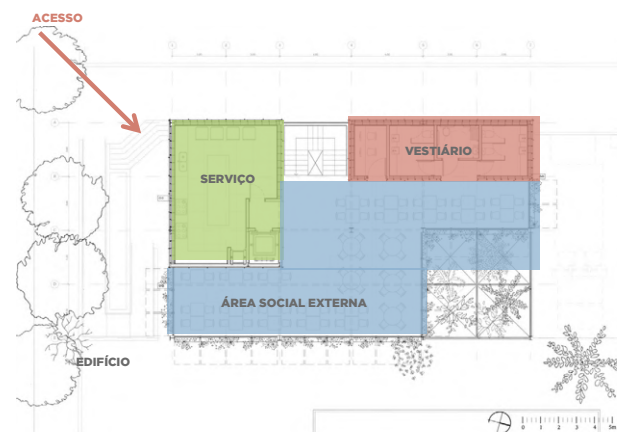 ACESSO
VESTIÁRIO
SERVIÇO
ÁREA SOCIAL EXTERNA
EDIFÍCIO
0 1 2 3 4 5m